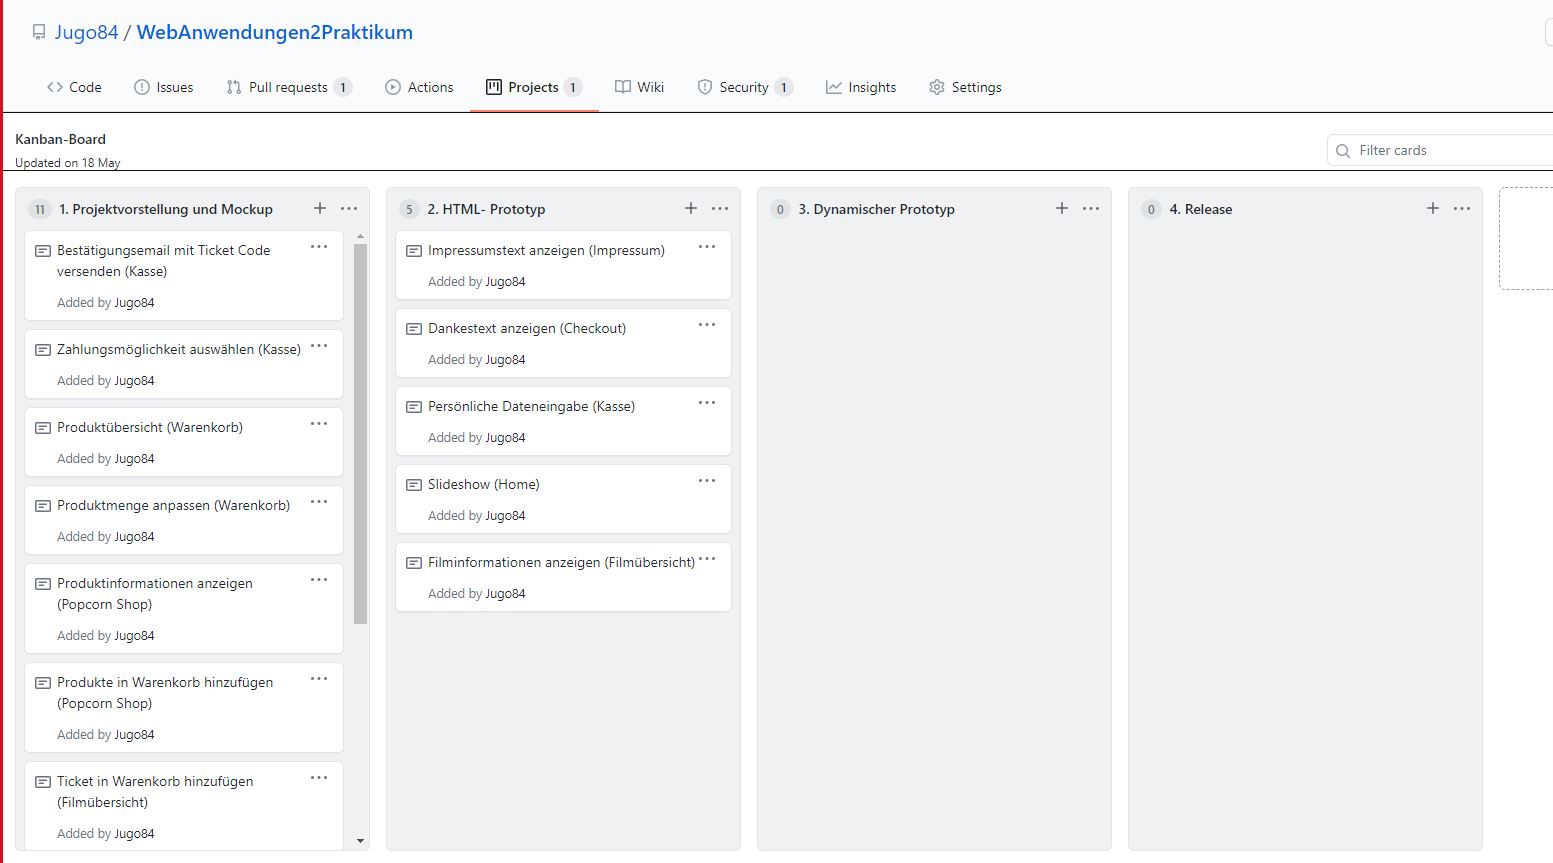 Jugo84 / WebAnwendungen2Praktikum
Code Issues Pull requests 1 Actions Projects 1 Wiki Security 1 Insights Settings
Kanban-Board
Updated on 18 May
Filter cards
11 1. Projektvorstellung und Mockup
Bestätigungsemail mit Ticket Code
versenden (Kasse)
Added by Jugo84
Zahlungsmöglichkeit auswählen (Kasse)
Added by Jugo84
Produktübersicht (Warenkorb)
Added by Jugo84
Produktmenge anpassen (Warenkorb)
Added by Jugo84
Produktinformationen anzeigen
(Popcorn Shop)
Added by Jugo84
Produkte in Warenkorb hinzufügen
(Popcorn Shop)
Added by Jugo84
Ticket in Warenkorb hinzufügen
(Filmübersicht)
Added by Jugo84
5 2. HTML- Prototyp
Impressumstext anzeigen (Impressum)
Added by Jugo84
Dankestext anzeigen (Checkout)
Added by Jugo84
Persönliche Dateneingabe (Kasse)
Added by Jugo84
Slideshow (Home)
Added by Jugo84
Filminformationen anzeigen (Filmübersicht)
Added by Jugo84
0 3. Dynamischer Prototyp
0 4. Release